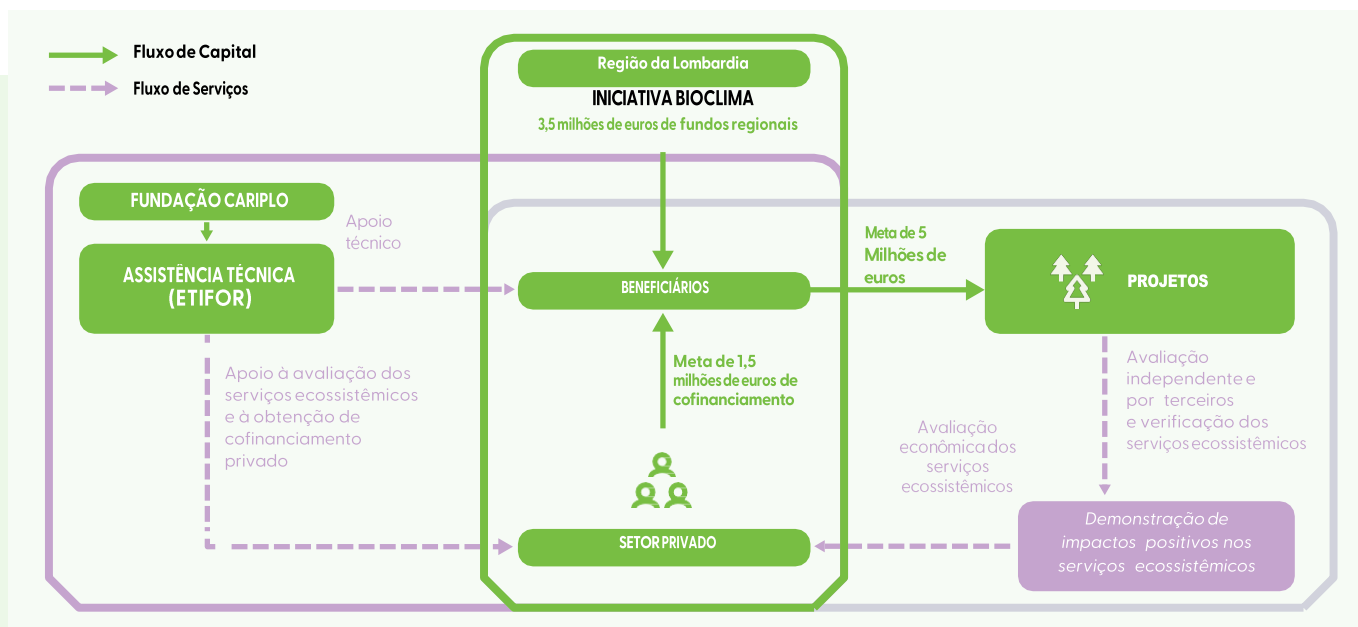 Fluxo de Capital
Fluxo de Serviços
Região da Lombardia
INICIATIVA BIOCLIMA
3,5 milhões de euros de fundos regionais
FUNDAÇÃO CARIPLO
ASSISTÊNCIA TÉCNICA
(ETIFOR)
Apoio
técnico
BENEFICIÁRIOS
Meta de 5
Milhões de
euros
PROJETOS
Apoio à avaliação dos
serviços ecossistêmicos
e à obtenção de
cofinanciamento
privado
Meta de 1,5
milhões de euros de
cofinanciamento
SETOR PRIVADO
Avaliação
econômica dos
serviços
ecossistêmicos
Avaliação
independente e
por terceiros
e verificação dos
serviços ecossistêmicos
Demonstração de
impactos positivos nos
serviços ecossistêmicos